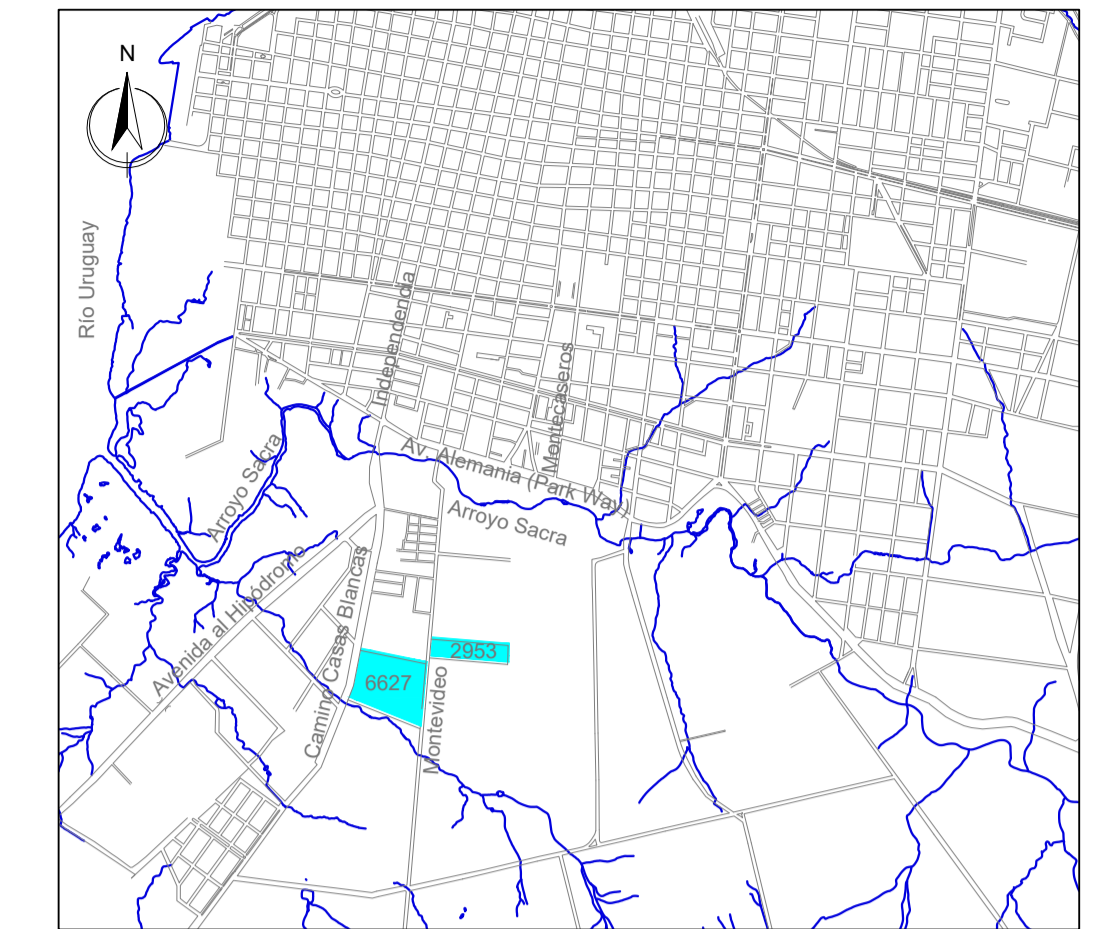 N
Río Uruguay
Independencia
Montecaseros
Av. Alemania (Park Way)
Arroyo Sacra
Arroyo Sacra
Avenida al Hipódromo
Camino Casas Blancas
2953
6627
Montevideo